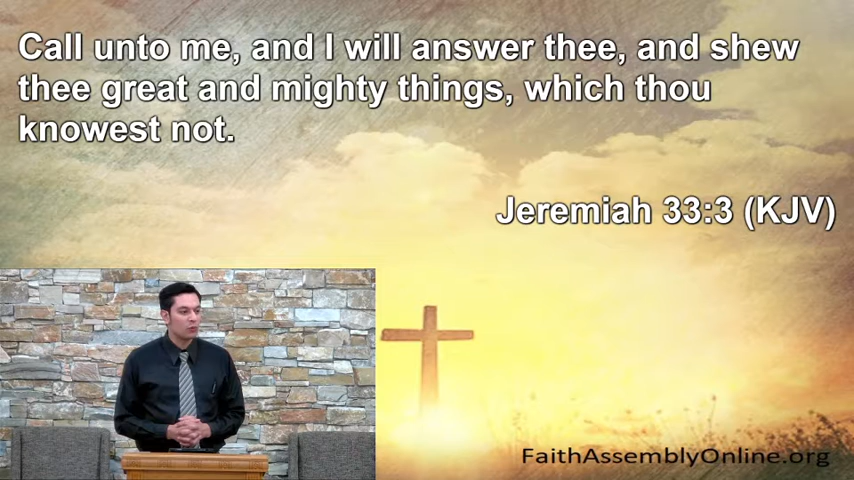 Call unto me, and I will answer thee, and shew
thee great and mighty things, which thou
knowest not.
Jeremiah 33:3 (KJV)
FaithAssemblyOnline.org